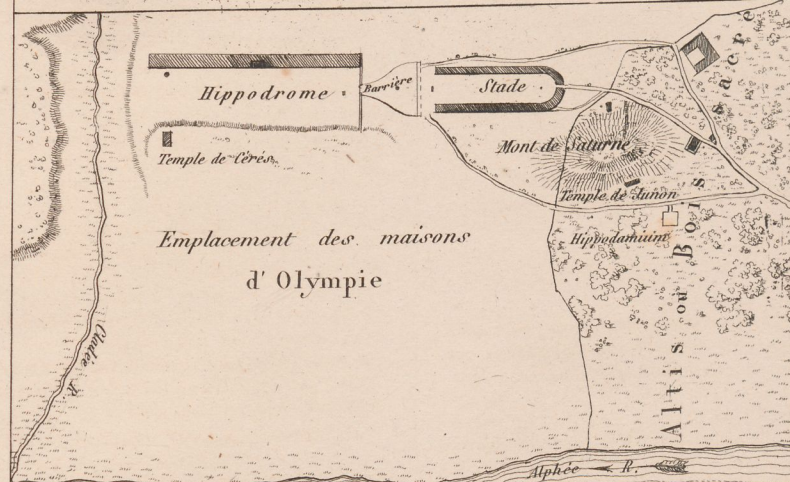 Hippodrome
Barrière
Stade
Temple de Cérés.
Mont de Saturne
Temple de Junon
Hippodamium
Emplacement des maisons
d'Olympie
Cladée R.
Altis ou Bois sacré
Alphée R.